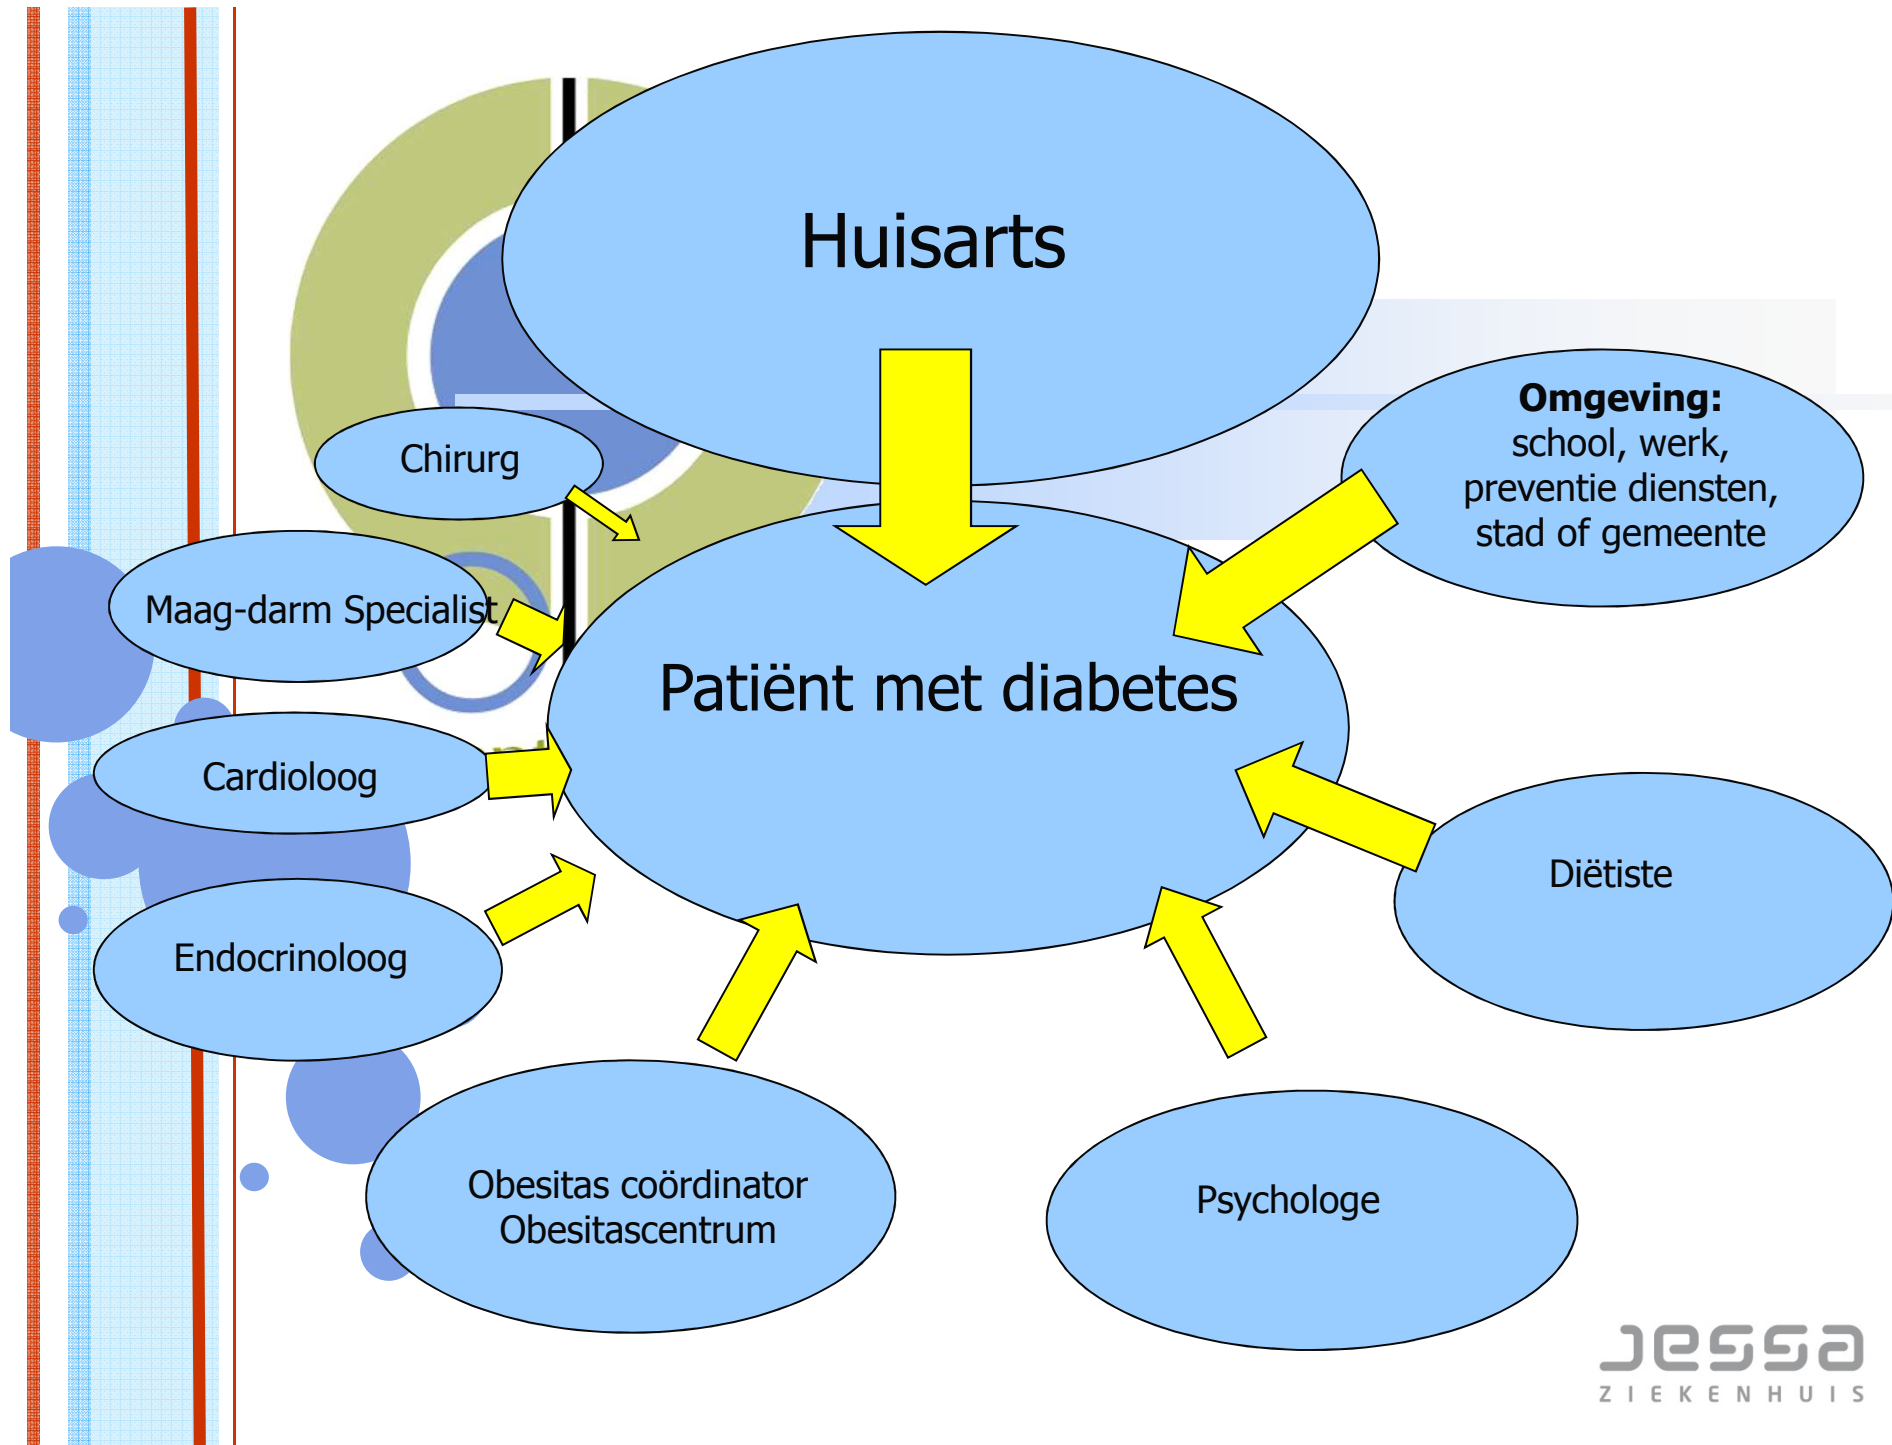 Huisarts
Omgeving:
school, werk,
preventie diensten,
stad of gemeente
Chirurg
Maag-darm Specialist
Patiënt met diabetes
Cardioloog
Diëtiste
Endocrinoloog
Obesitas coördinator
Obesitascentrum
Psychologe
Jessa
ZIEKENHUIS